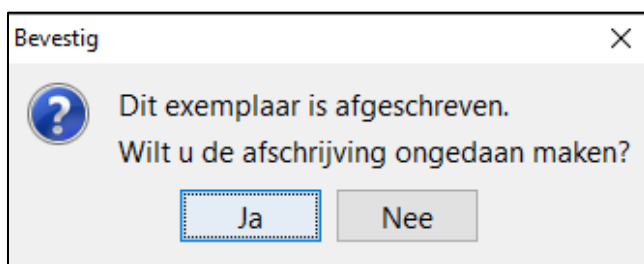 Bevestig
Dit exemplaar is afgeschreven.
Wilt u de afschrijving ongedaan maken?
Ja Nee